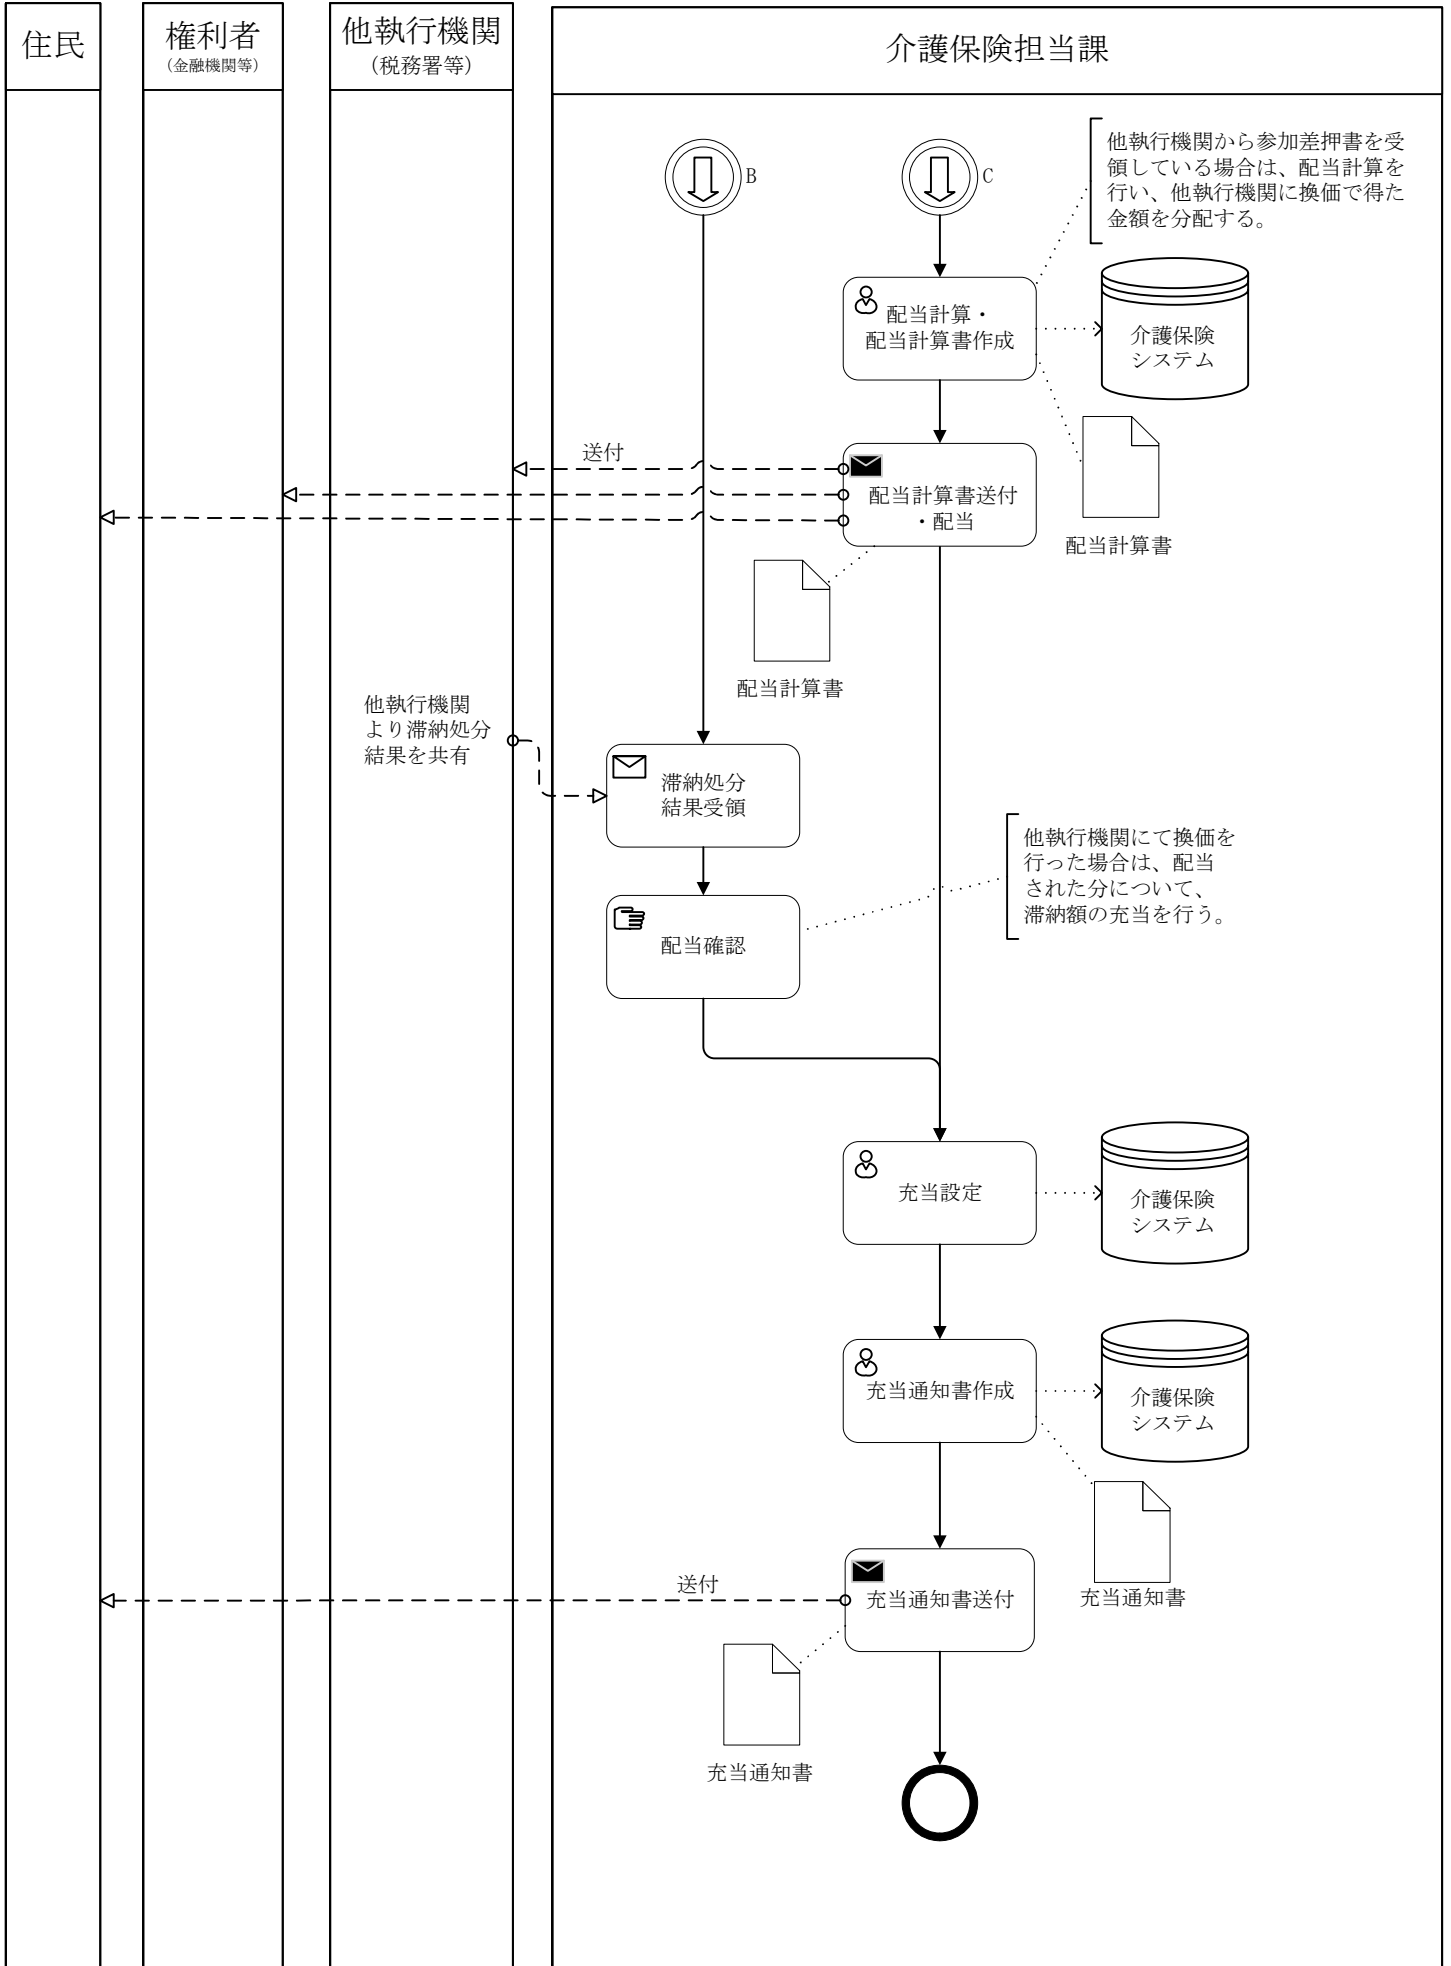 住民
権利者
(金融機関等)
他執行機関
(税務署等)
介護保険担当課
B
C
他執行機関から参加差押書を受
領している場合は、配当計算を
行い、他執行機関に換価で得た
金額を分配する。
配当計算・
配当計算書作成
介護保険
システム
送付
配当計算書送付
・配当
配当計算書
配当計算書
他執行機関
より滞納処分
結果を共有
滞納処分
結果受領
他執行機関にて換価を
行った場合は、配当
された分について、
滞納額の充当を行う。
配当確認
充当設定
介護保険
システム
充当通知書作成
介護保険
システム
充当通知書
送付
充当通知書送付
充当通知書